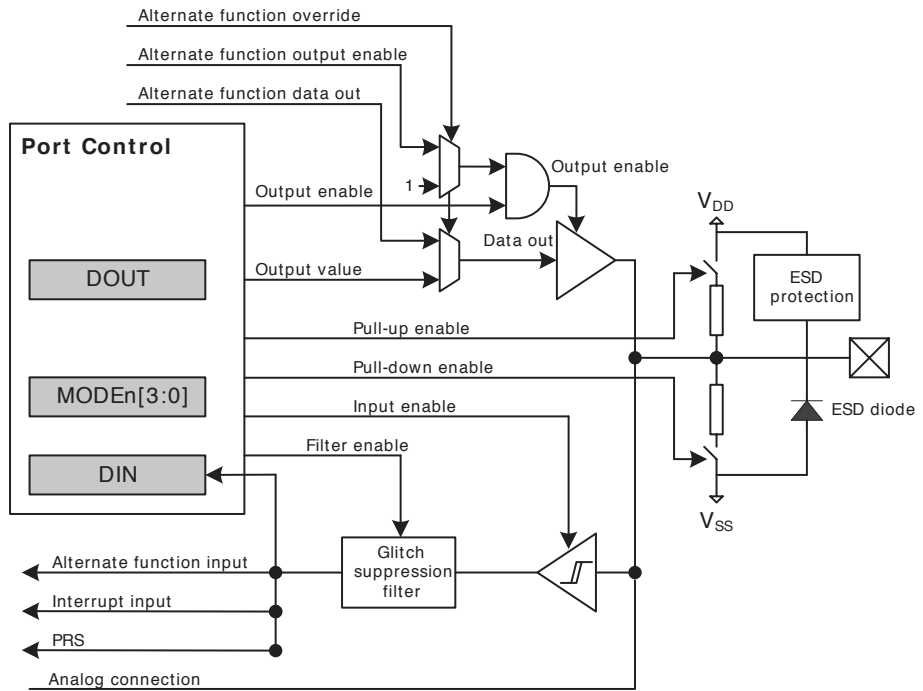 Alternate function override
Alternate function output enable
Alternate function data out
Port Control
Output enable
1
Output enable
Data out
Output value
DOUT
V_DD
ESD
protection
Pull-up enable
Pull-down enable
MODEn[3:0]
Input enable
ESD diode
Filter enable
DIN
V_SS
Glitch
suppression
filter
Alternate function input
Interrupt input
PRS
Analog connection